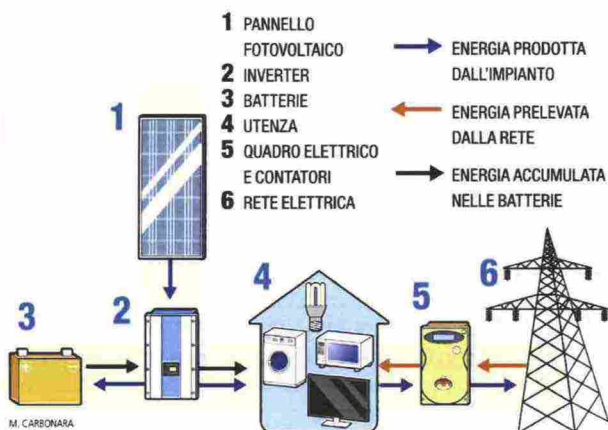 1 PANNELLO
FOTOVOLTAICO
2 INVERTER
3 BATTERIE
4 UTENZA
5 QUADRO ELETTRICO
E CONTATORI
6 RETE ELETTRICA
ENERGIA PRODOTTA
DALL'IMPIANTO
ENERGIA PRELEVATA
DALLA RETE
ENERGIA ACCUMULATA
NELLE BATTERIE
1
2
3
4
5
6
M. CARBONARA